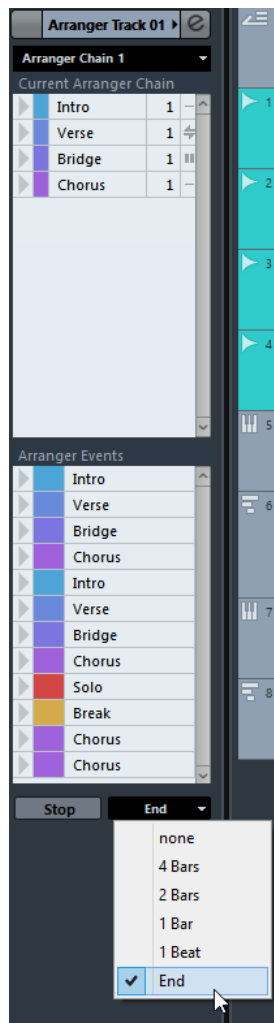 Arranger Track 01 e
Arranger Chain 1
Current Arranger Chain
Intro 1
Verse 1
Bridge 1
Chorus 1
Arranger Events
Intro
Verse
Bridge
Chorus
Intro
Verse
Bridge
Chorus
Solo
Break
Chorus
Chorus
Stop End
none
4 Bars
2 Bars
1 Bar
1 Beat
End
1
2
3
4
5
6
7
8